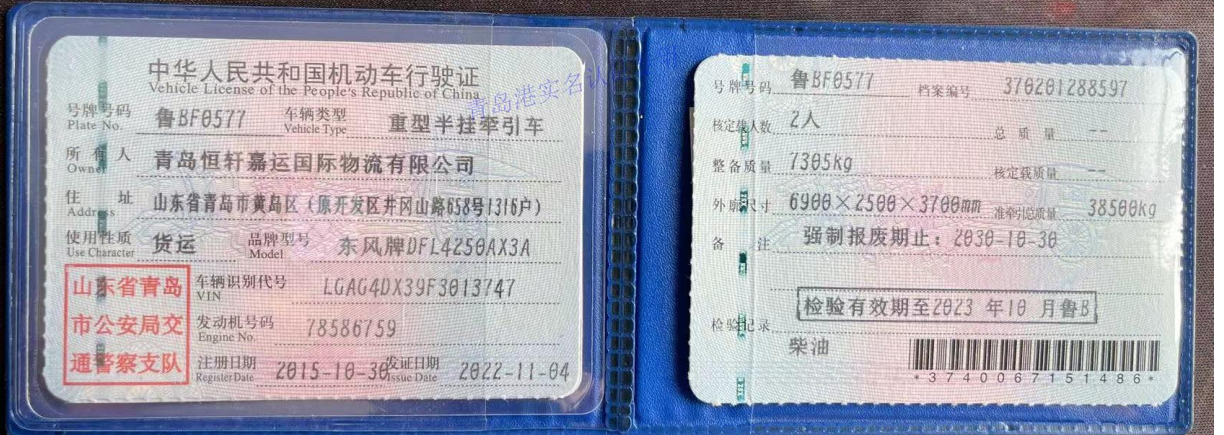 中华人民共和国机动车行驶证
Vehicle License of the People's Republic of China
号牌号码 Plate No. 鲁BF0577 车辆类型 Vehicle Type 重型半挂牵引车
所有人 Owner 青岛恒轩嘉运国际物流有限公司
住址 Address 山东省青岛市黄岛区（原开发区井冈山路658号1316户）
使用性质 Use Character 货运 品牌型号 Model 东风牌DFL4250AX3A
车辆识别代号 VIN LGAG4DX39F3013747
发动机号码 Engine No. 78586759
注册日期 Register Date 2015-10-30 发证日期 Issue Date 2022-11-04
山东省青岛
市公安局交
通警察支队
青岛港实名认
号牌号码 鲁BF0577 档案编号 370201288597
核定载人数 2人 总质量 --
整备质量 7305kg 核定载质量 --
外廓尺寸 6900×2500×3700mm 准牵引总质量 38500kg
备注 强制报废期止：2030-10-30
检验有效期至2023 年10 月鲁B
检验记录
柴油
*3740067151486*